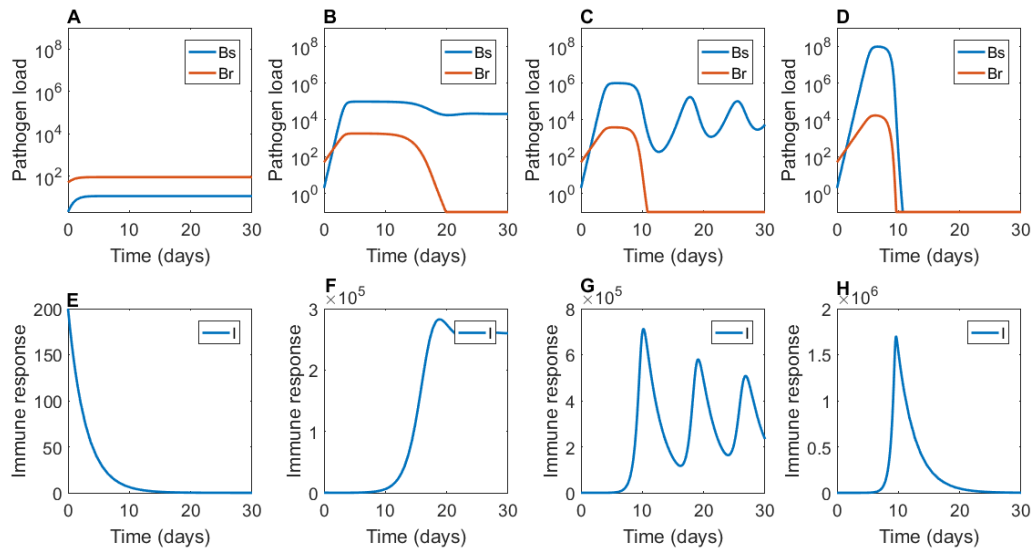 A
Pathogen load
10^8
10^6
10^4
10^2
Bs
Br
0 10 20 30
Time (days)
B
Pathogen load
10^8
10^6
10^4
10^2
10^0
Bs
Br
0 10 20 30
Time (days)
C
Pathogen load
10^8
10^6
10^4
10^2
10^0
Bs
Br
0 10 20 30
Time (days)
D
Pathogen load
10^8
10^6
10^4
10^2
10^0
Bs
Br
0 10 20 30
Time (days)
E
Immune response
200
150
100
50
0
I
0 10 20 30
Time (days)
F
×10^5
Immune response
3
2
1
0
I
0 10 20 30
Time (days)
G
×10^5
Immune response
8
6
4
2
0
I
0 10 20 30
Time (days)
H
×10^6
Immune response
2
1.5
1
0.5
0
I
0 10 20 30
Time (days)